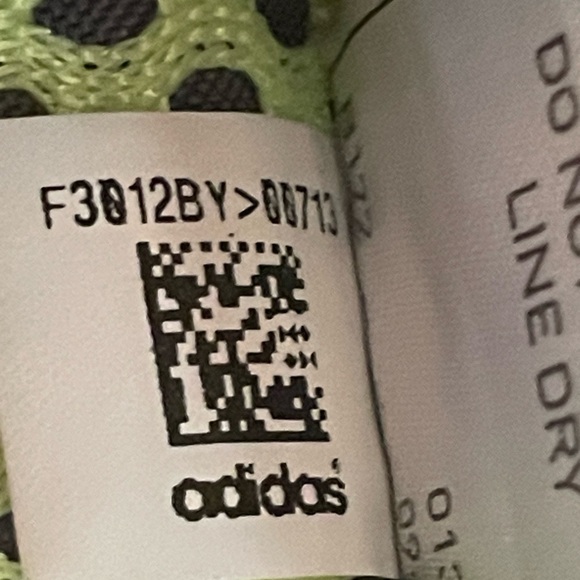 F3012BY>00713
adidas
DO NO
LINE DRY
01